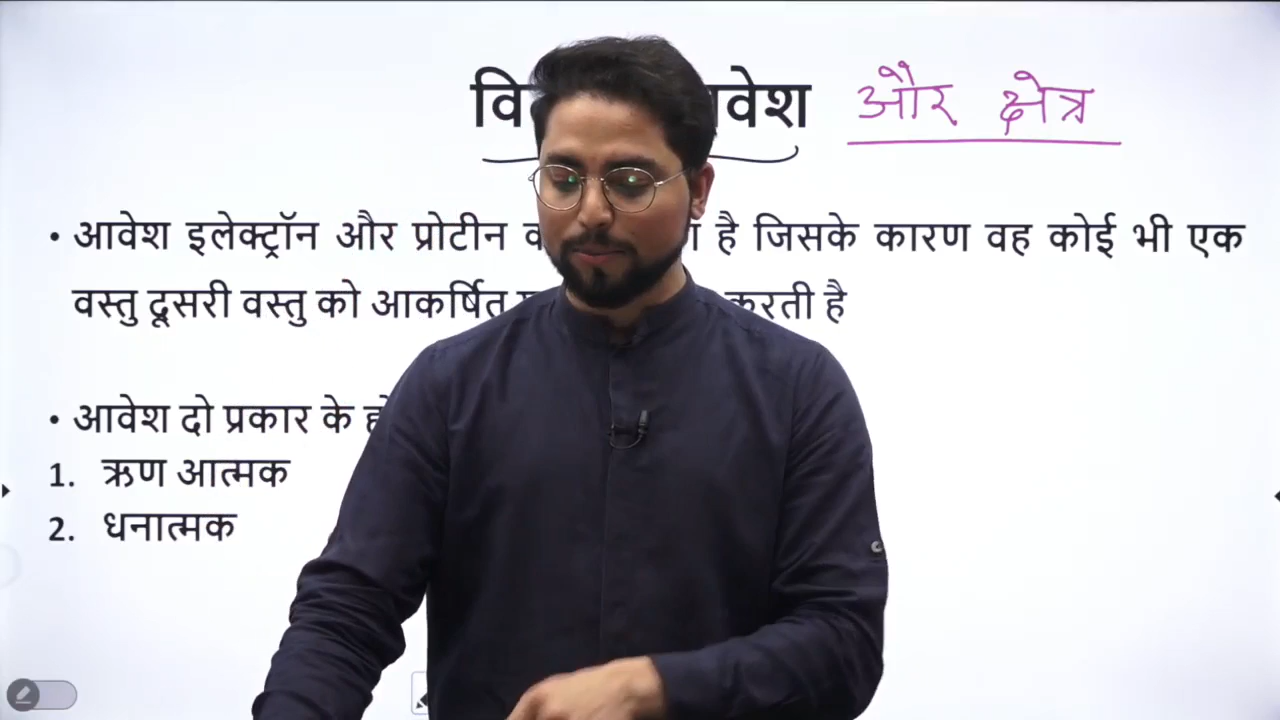 वेश और क्षेत्र
• आवेश इलेक्ट्रॉन और प्रोटीन है जिसके कारण वह कोई भी एक
वस्तु दूसरी वस्तु को आकर्षित करती है
• आवेश दो प्रकार के
1. ऋण आत्मक
2. धनात्मक